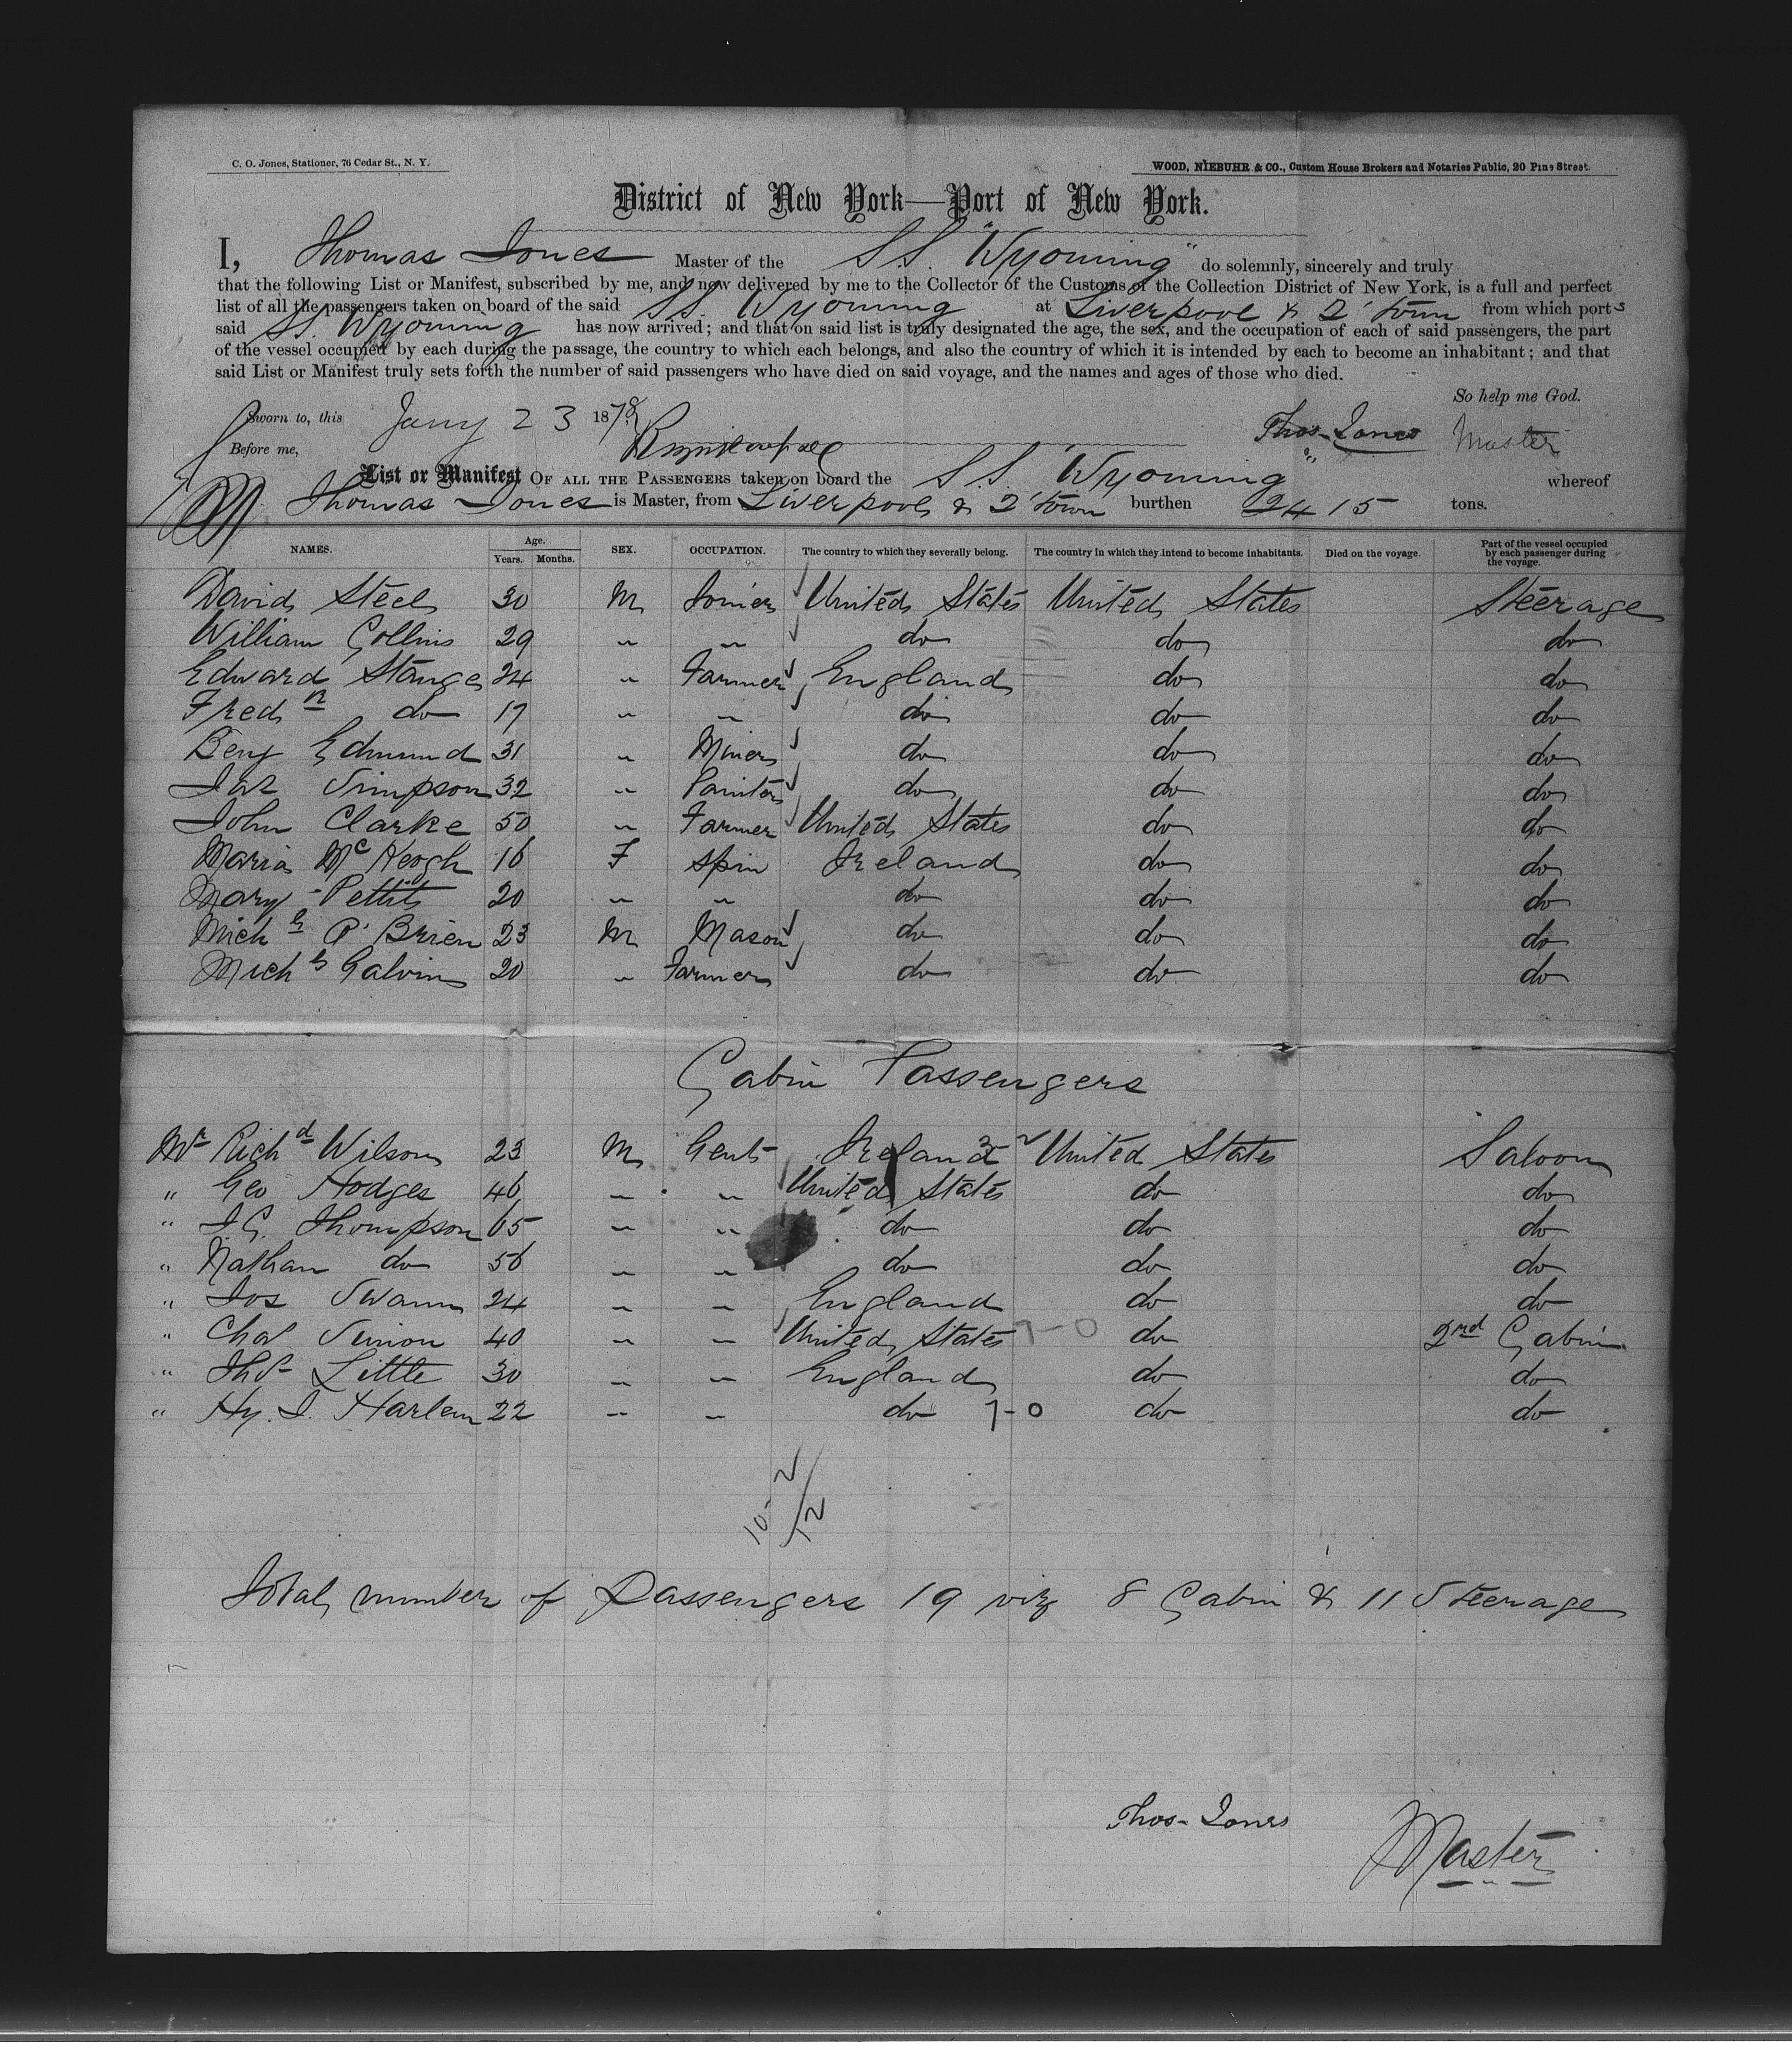 C. O. Jones, Stationer, 76 Cedar St., N. Y.
WOOD, NIEBUHR & CO., Custom House Brokers and Notaries Public, 20 Pine Street.
District of New York—Port of New York.
I, Thomas Jones Master of the S.S. "Wyoming" do solemnly, sincerely and truly
that the following List or Manifest, subscribed by me, and now delivered by me to the Collector of the Customs of the Collection District of New York, is a full and perfect
list of all the passengers taken on board of the said SS. Wyoming at Liverpool & Q'town from which ports
said SS. Wyoming has now arrived; and that on said list is truly designated the age, the sex, and the occupation of each of said passengers, the part
of the vessel occupied by each during the passage, the country to which each belongs, and also the country of which it is intended by each to become an inhabitant; and that
said List or Manifest truly sets forth the number of said passengers who have died on said voyage, and the names and ages of those who died.
So help me God.
Sworn to, this Jany 23 1878
Thos. Jones Master
Before me,
List or Manifest OF ALL THE PASSENGERS taken on board the S.S. Wyoming whereof
Thomas Jones is Master, from Liverpool & Q'town burthen 2415 tons.
NAMES. Age. Years. Months. SEX. OCCUPATION. The country to which they severally belong. The country in which they intend to become inhabitants. Died on the voyage. Part of the vessel occupied by each passenger during the voyage.
David Steel 30 M Joiner United States United States Steerage
William Collins 29 " " do do do
Edward Stange 24 " Farmer England do do
Fredk do 17 " " do do do
Benj Edmund 31 " Miner do do do
Jas Simpson 32 " Painter do do do
John Clarke 50 " Farmer United States do do
Maria McKeogh 16 F Spin Ireland do do
Mary Pettit 20 " " do do do
Michl O'Brien 23 M Mason do do do
Michl Galvin 20 " Farmer do do do
Cabin Passengers
Mr Richd Wilson 23 M Gent Ireland United States Saloon
" Geo Hodges 46 " " United States do do
" J.C. Thompson 65 " " do do do
" Nathan do 56 " " do do do
" Jos Swann 24 " " England do do
" Chas Simon 40 " " United States 7-0 do 2nd Cabin
" Thos Little 30 " " England do do
" Hy. J. Harlem 22 " " do 7-0 do do
10-2
/12
Total number of Passengers 19 viz 8 Cabin & 11 Steerage
Thos. Jones
Master